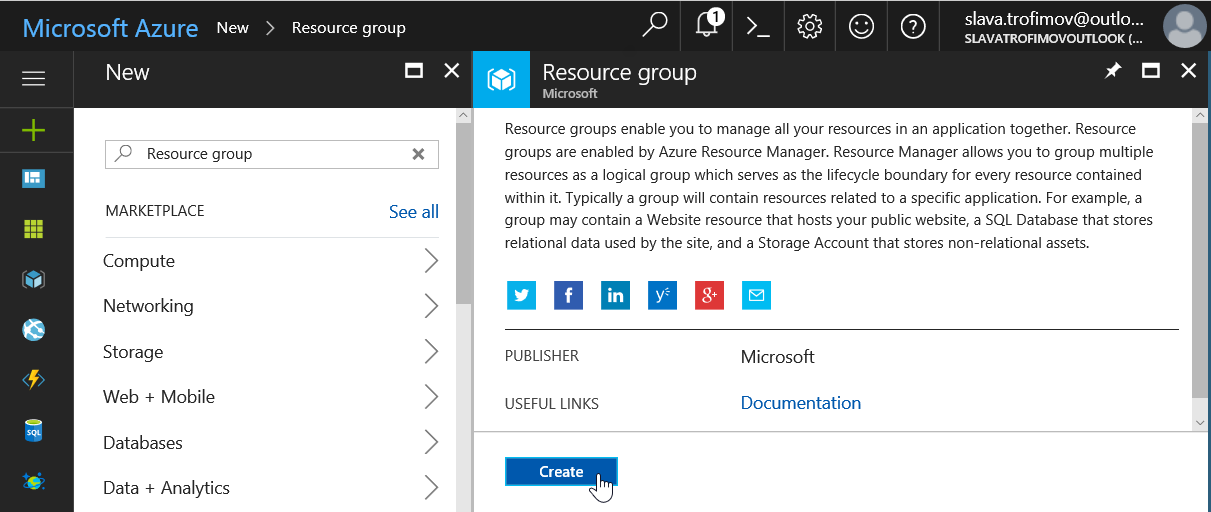 Microsoft Azure New Resource group
1
slava.trofimov@outlo...
SLAVATROFIMOVOUTLOOK (...
New
Resource group
MARKETPLACE See all
Compute
Networking
Storage
Web + Mobile
Databases
Data + Analytics
SQL
Resource group
Microsoft
Resource groups enable you to manage all your resources in an application together. Resource
groups are enabled by Azure Resource Manager. Resource Manager allows you to group multiple
resources as a logical group which serves as the lifecycle boundary for every resource contained
within it. Typically a group will contain resources related to a specific application. For example, a
group may contain a Website resource that hosts your public website, a SQL Database that stores
relational data used by the site, and a Storage Account that stores non-relational assets.
PUBLISHER Microsoft
USEFUL LINKS Documentation
Create